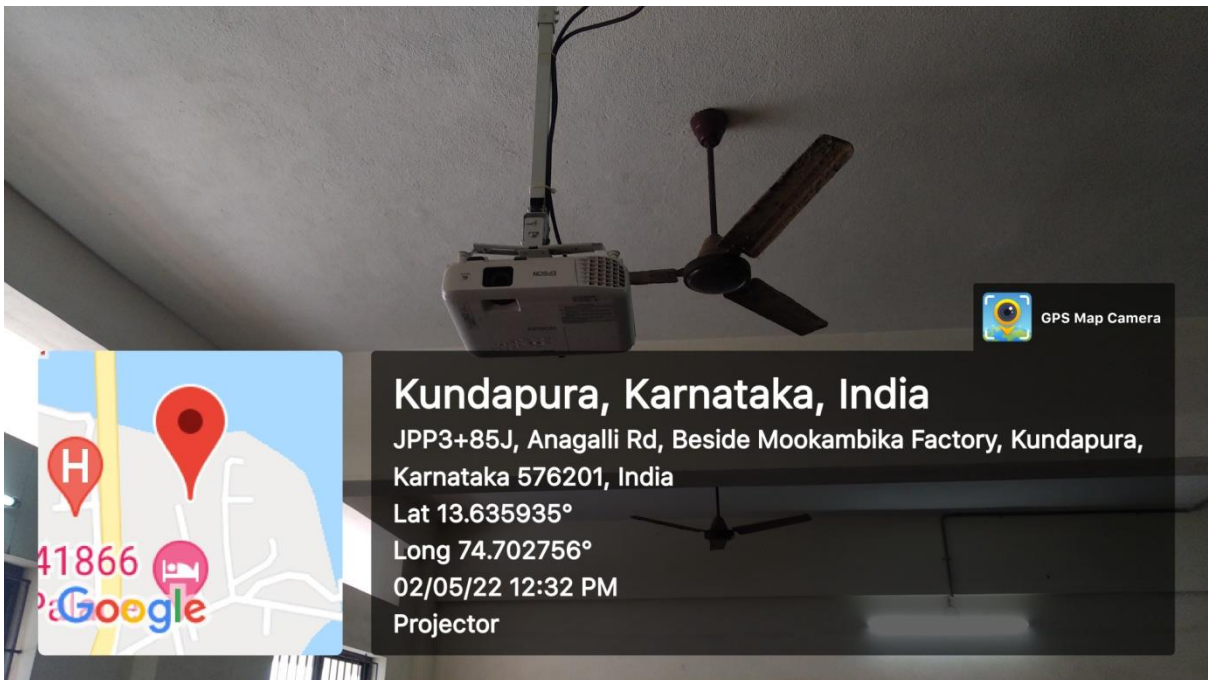 EPSON
GPS Map Camera
Kundapura, Karnataka, India
JPP3+85J, Anagalli Rd, Beside Mookambika Factory, Kundapura,
Karnataka 576201, India
Lat 13.635935°
Long 74.702756°
02/05/22 12:32 PM
Projector
H
41866
Google